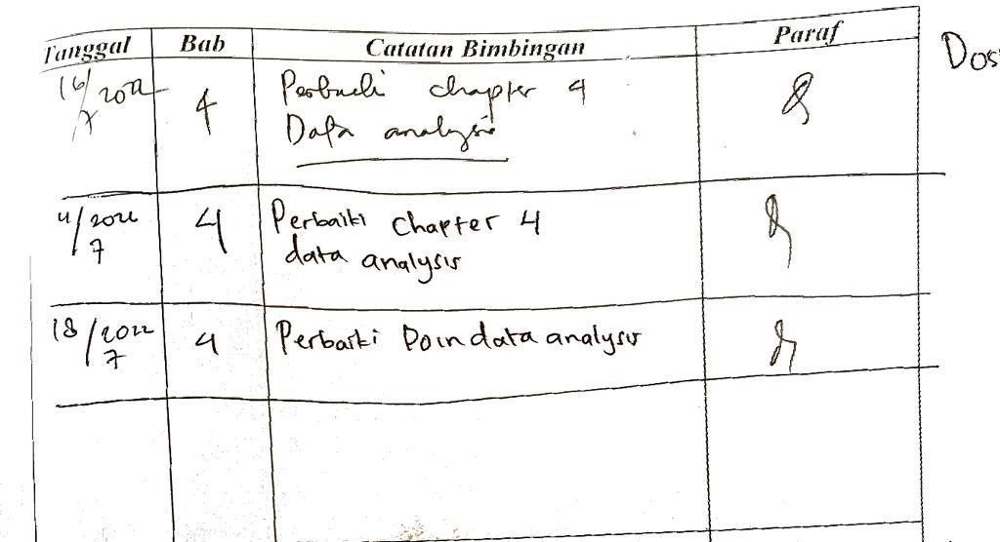 Tanggal Bab Catatan Bimbingan Paraf
16/7 2022 4 Perbaiki chapter 4
Data analysis
11/7 2022 4 Perbaiki Chapter 4
data analysis
18/7 2022 4 Perbaiki Poin data analysis
Dos